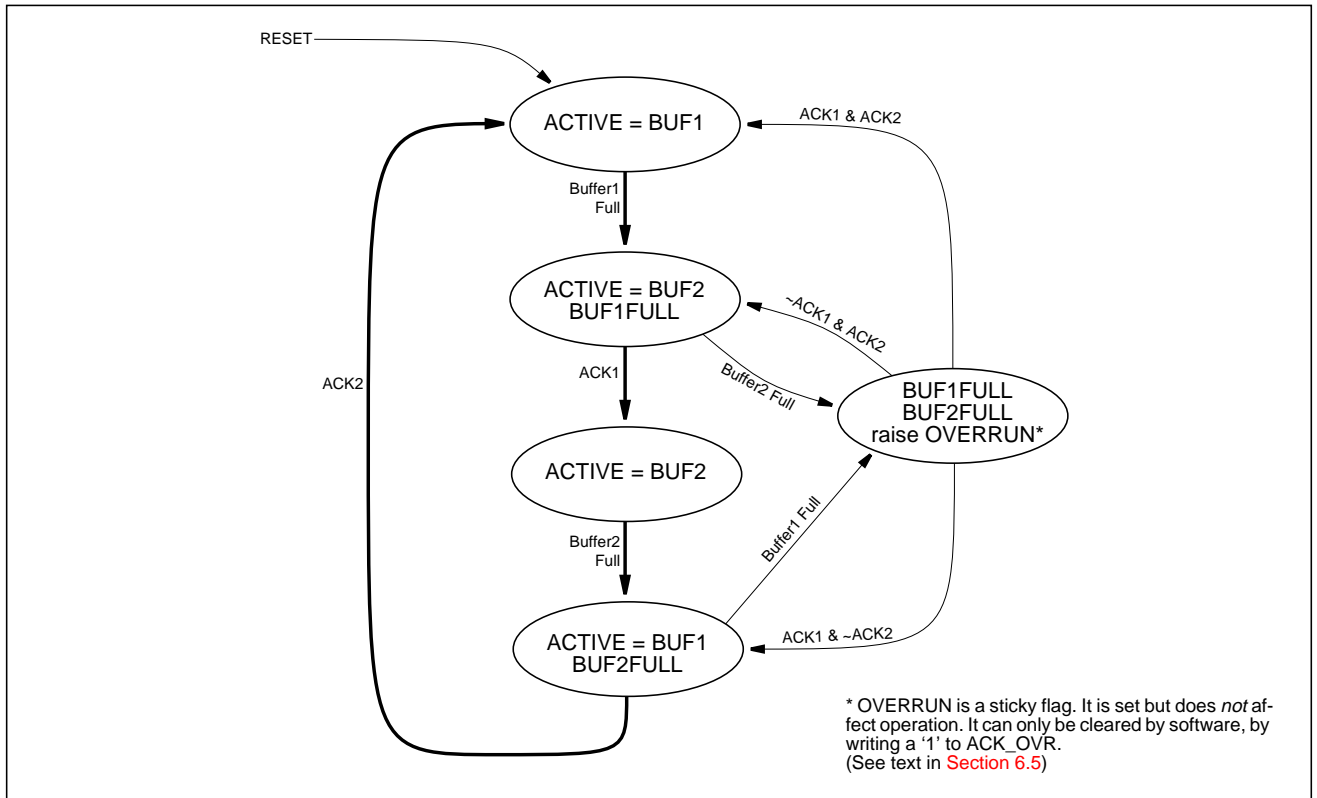 RESET
ACTIVE = BUF1
ACK1 & ACK2
Buffer1
Full
ACTIVE = BUF2
BUF1FULL
~ACK1 & ACK2
ACK2
ACK1
Buffer2 Full
BUF1FULL
BUF2FULL
raise OVERRUN*
ACTIVE = BUF2
Buffer2
Full
Buffer1 Full
ACTIVE = BUF1
BUF2FULL
ACK1 & ~ACK2
* OVERRUN is a sticky flag. It is set but does not af-
fect operation. It can only be cleared by software, by
writing a ‘1’ to ACK_OVR.
(See text in Section 6.5)